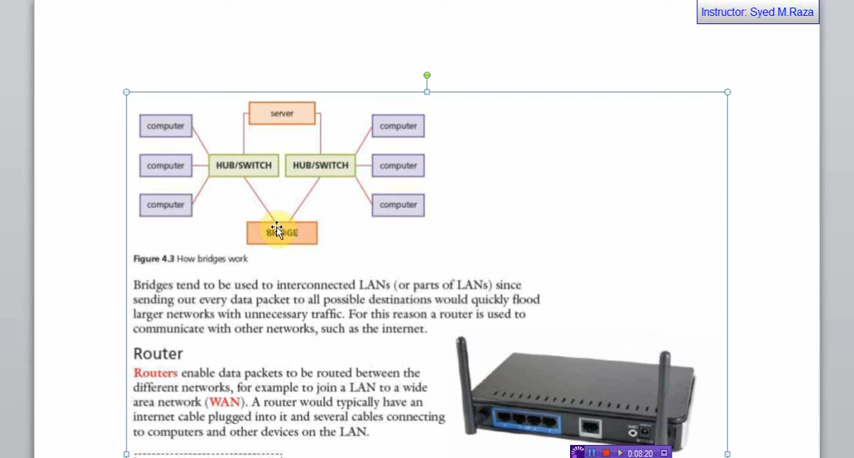 Instructor: Syed M.Raza
server
computer
computer
computer
HUB/SWITCH
HUB/SWITCH
computer
computer
computer
BRIDGE
Figure 4.3 How bridges work
Bridges tend to be used to interconnected LANs (or parts of LANs) since
sending out every data packet to all possible destinations would quickly flood
larger networks with unnecessary traffic. For this reason a router is used to
communicate with other networks, such as the internet.
Router
Routers enable data packets to be routed between the
different networks, for example to join a LAN to a wide
area network (WAN). A router would typically have an
internet cable plugged into it and several cables connecting
to computers and other devices on the LAN.
0:08:20